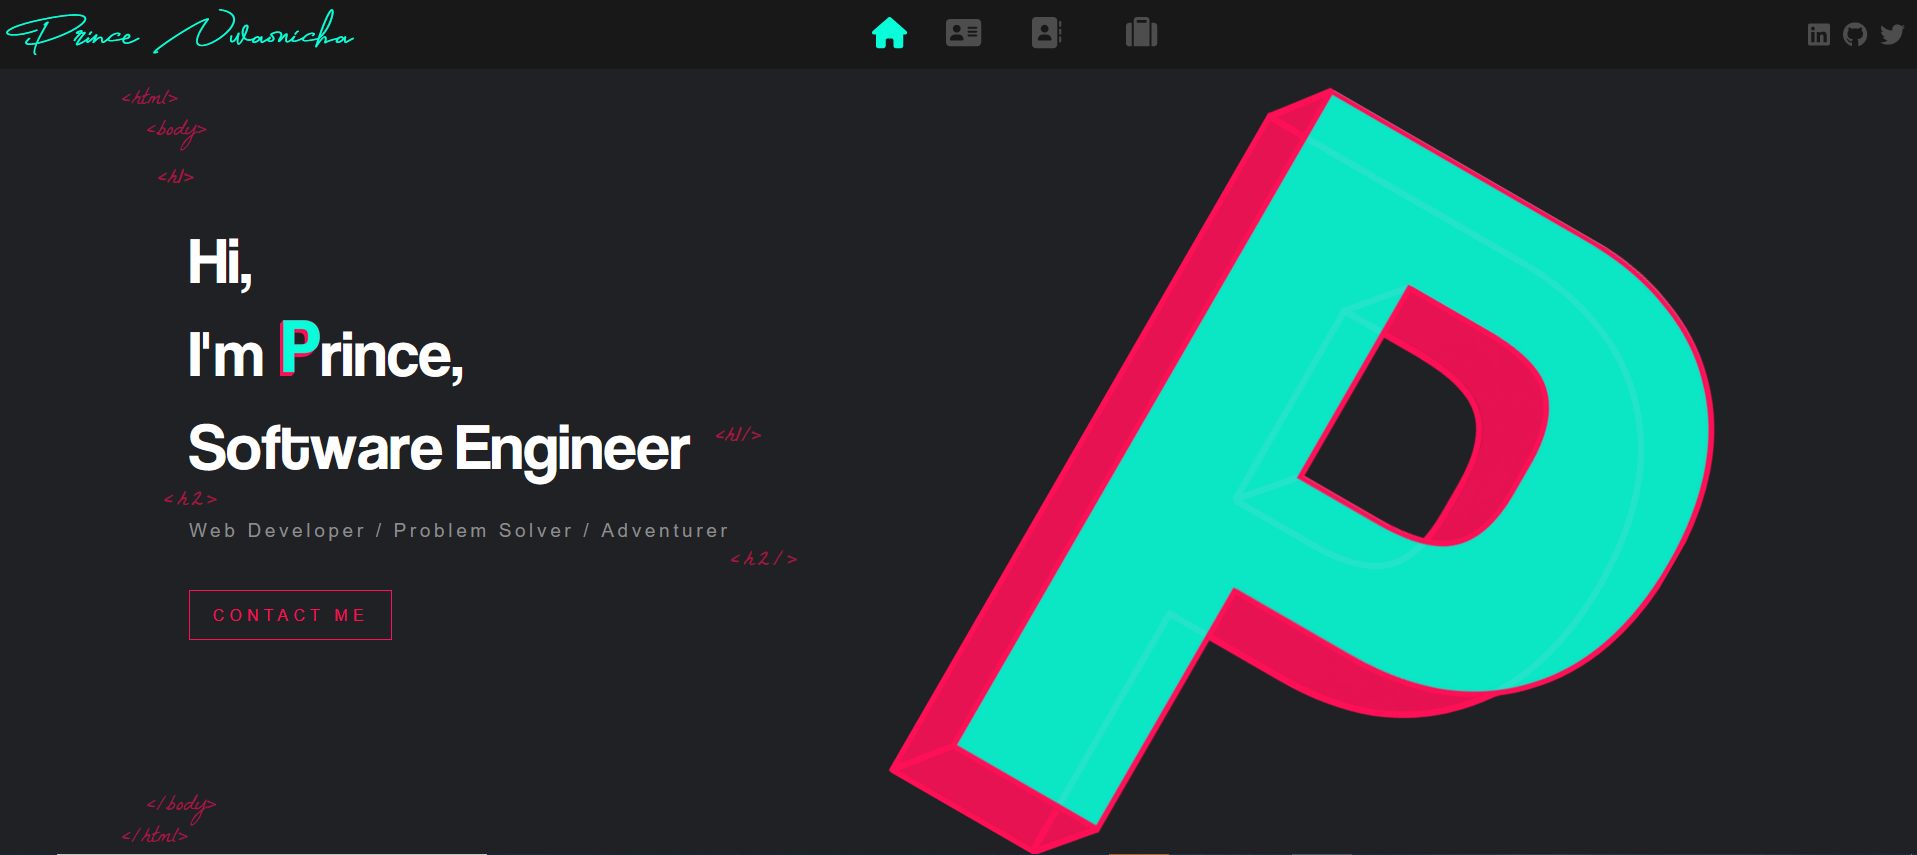 Prince Nwaonicha
<html>
<body>
<h1>
Hi,
I'm Prince,
Software Engineer
<h1/>
<h2>
Web Developer / Problem Solver / Adventurer
<h2/>
CONTACT ME
P
</body>
</html>